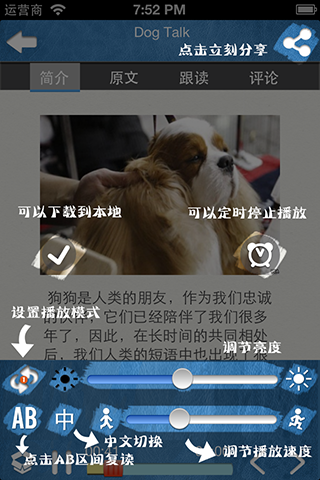 运营商 7:52 PM
Dog Talk
点击立刻分享
简介 原文 跟读 评论
可以下载到本地 可以定时停止播放
狗狗是人类的朋友，作为我们忠诚
的伙伴，它们已经陪伴了我们很多
年了，因此，在长时间的共同相处
后，我们人类的短语中也出现了很
设置播放模式
调节亮度
1
AB 中
中文切换
点击AB区间复读
调节播放速度